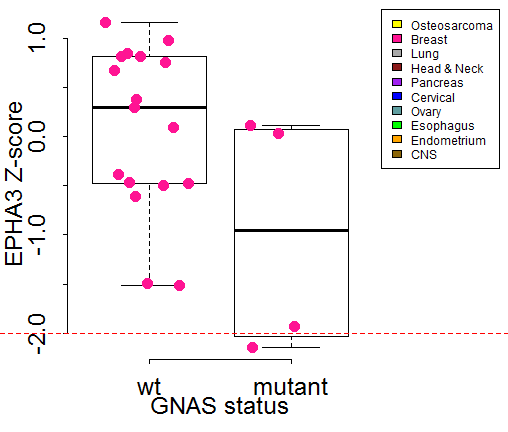 1.0
0.0
-1.0
-2.0
EPHA3 Z-score
wt
mutant
GNAS status
Osteosarcoma
Breast
Lung
Head & Neck
Pancreas
Cervical
Ovary
Esophagus
Endometrium
CNS